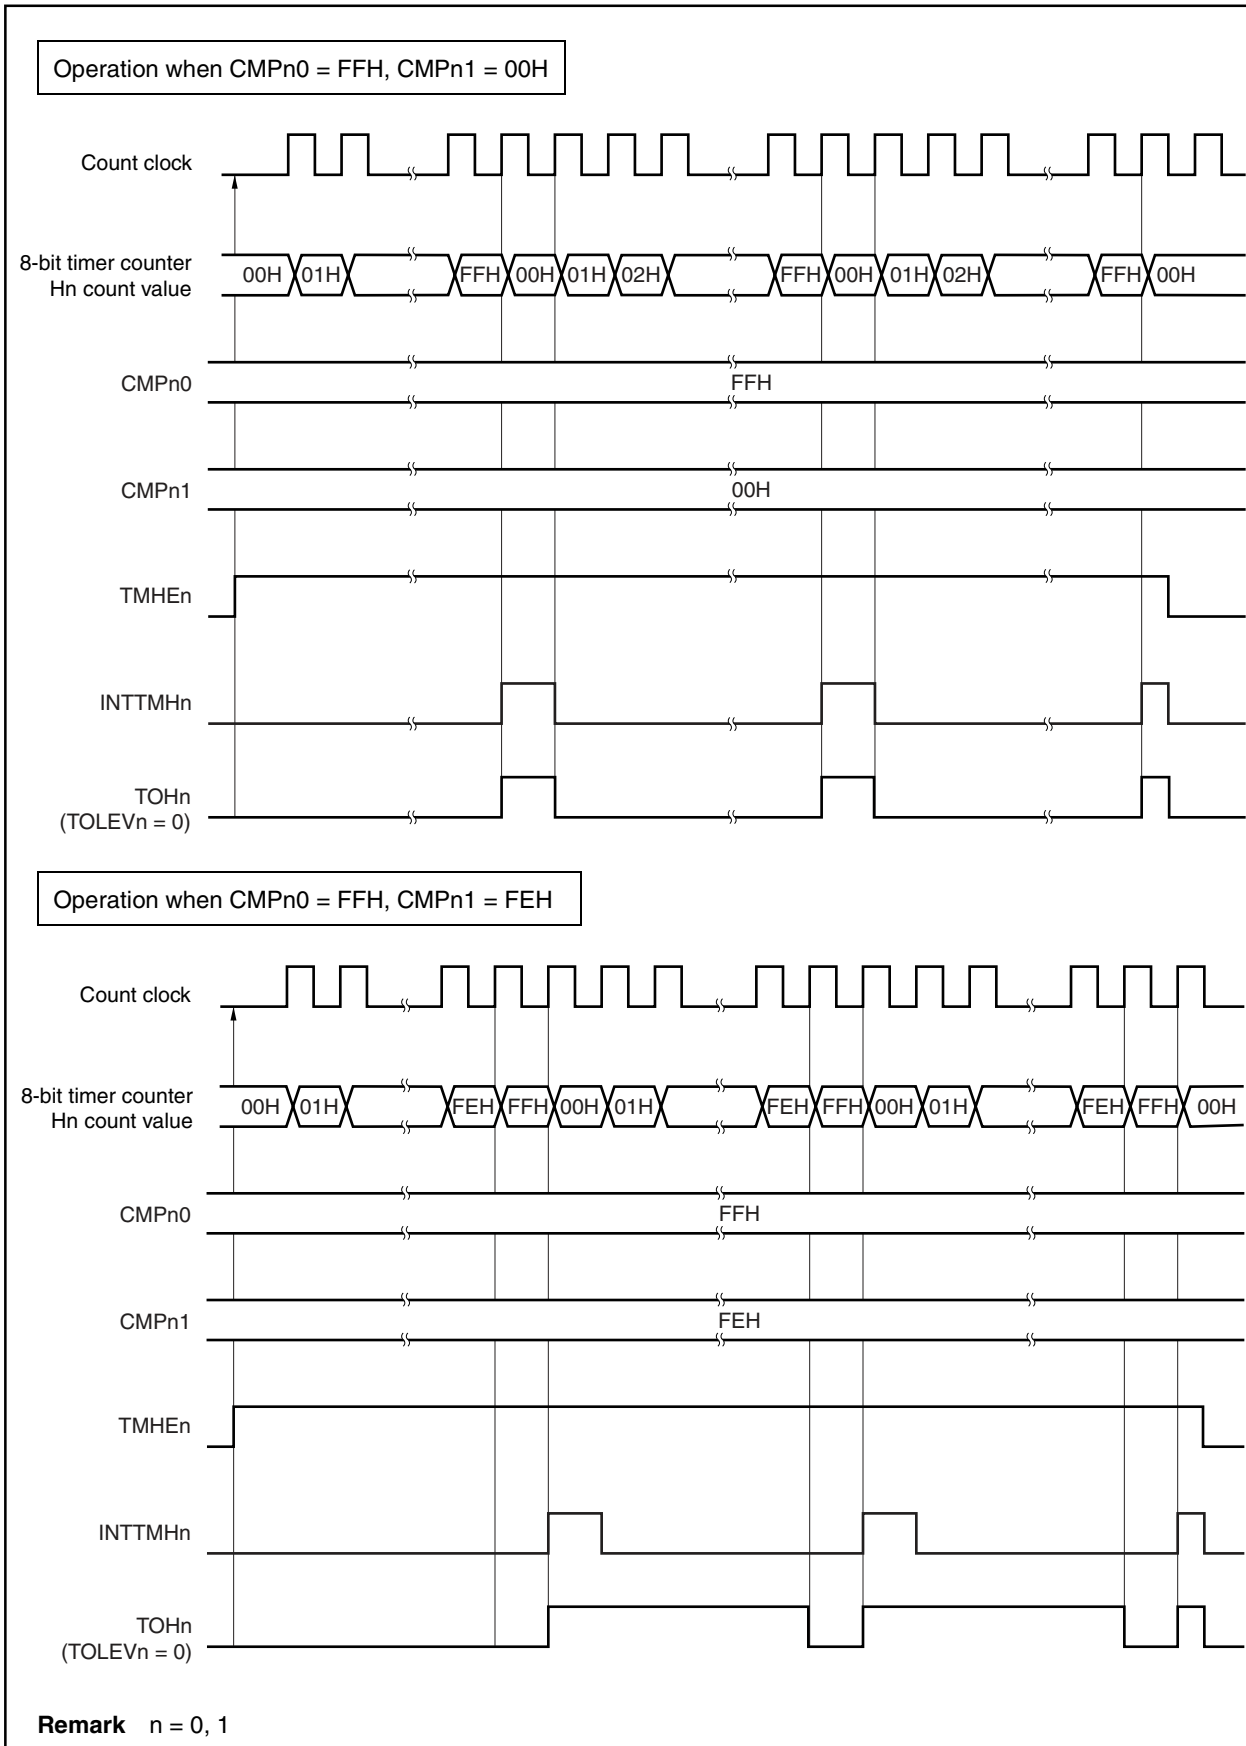 Operation when CMPn0 = FFH, CMPn1 = 00H
Count clock
8-bit timer counter
Hn count value
00H 01H FFH 00H 01H 02H FFH 00H 01H 02H FFH 00H
CMPn0
FFH
CMPn1
00H
TMHEn
INTTMHn
TOHn
(TOLEVn = 0)
Operation when CMPn0 = FFH, CMPn1 = FEH
Count clock
8-bit timer counter
Hn count value
00H 01H FEH FFH 00H 01H FEH FFH 00H 01H FEH FFH 00H
CMPn0
FFH
CMPn1
FEH
TMHEn
INTTMHn
TOHn
(TOLEVn = 0)
Remark n = 0, 1